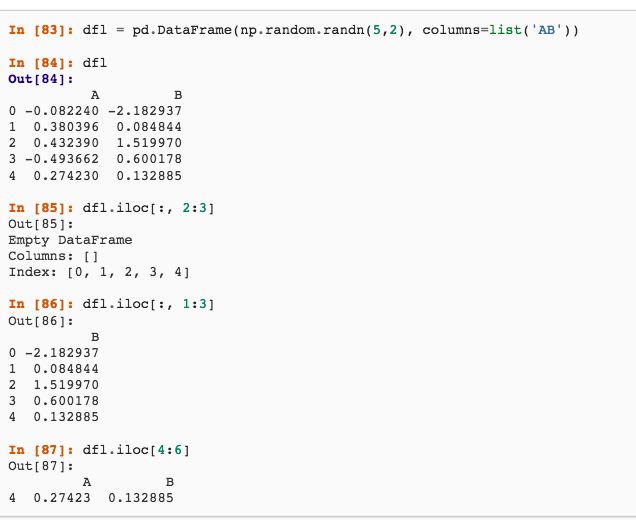 In [83]: dfl = pd.DataFrame(np.random.randn(5,2), columns=list('AB'))
In [84]: dfl
Out[84]:
          A         B
0 -0.082240 -2.182937
1  0.380396  0.084844
2  0.432390  1.519970
3 -0.493662  0.600178
4  0.274230  0.132885
In [85]: dfl.iloc[:, 2:3]
Out[85]:
Empty DataFrame
Columns: []
Index: [0, 1, 2, 3, 4]
In [86]: dfl.iloc[:, 1:3]
Out[86]:
          B
0 -2.182937
1  0.084844
2  1.519970
3  0.600178
4  0.132885
In [87]: dfl.iloc[4:6]
Out[87]:
         A         B
4  0.27423  0.132885